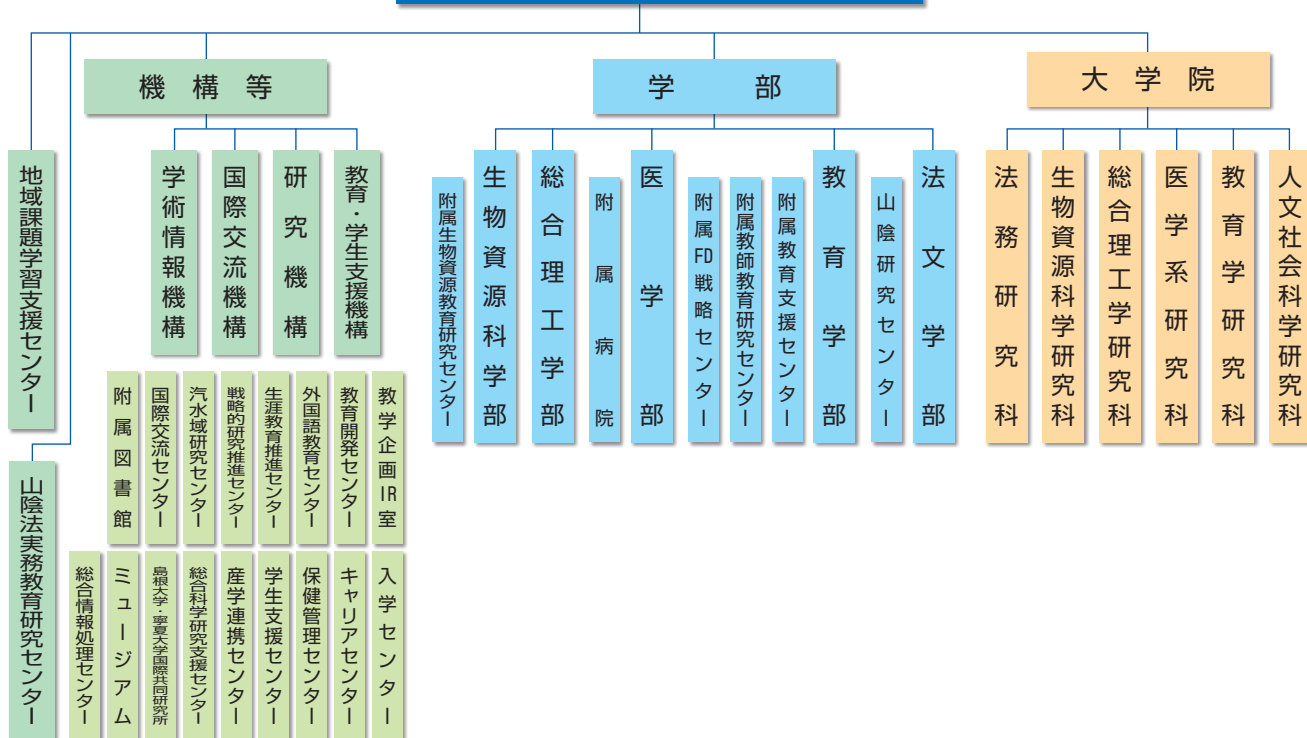 機構等
学部
大学院
地域課題学習支援センター
山陰法実務教育研究センター
学術情報機構
国際交流機構
研究機構
教育・学生支援機構
附属図書館
国際交流センター
汽水域研究センター
戦略的研究推進センター
生涯教育推進センター
外国語教育センター
教育開発センター
教学企画IR室
総合情報処理センター
ミュージアム
島根大学・寧夏大学国際共同研究所
総合科学研究支援センター
産学連携センター
学生支援センター
保健管理センター
キャリアセンター
入学センター
附属生物資源教育研究センター
生物資源科学部
総合理工学部
附属病院
医学部
附属FD戦略センター
附属教師教育研究センター
附属教育支援センター
教育学部
山陰研究センター
法文学部
法務研究科
生物資源科学研究科
総合理工学研究科
医学系研究科
教育学研究科
人文社会科学研究科